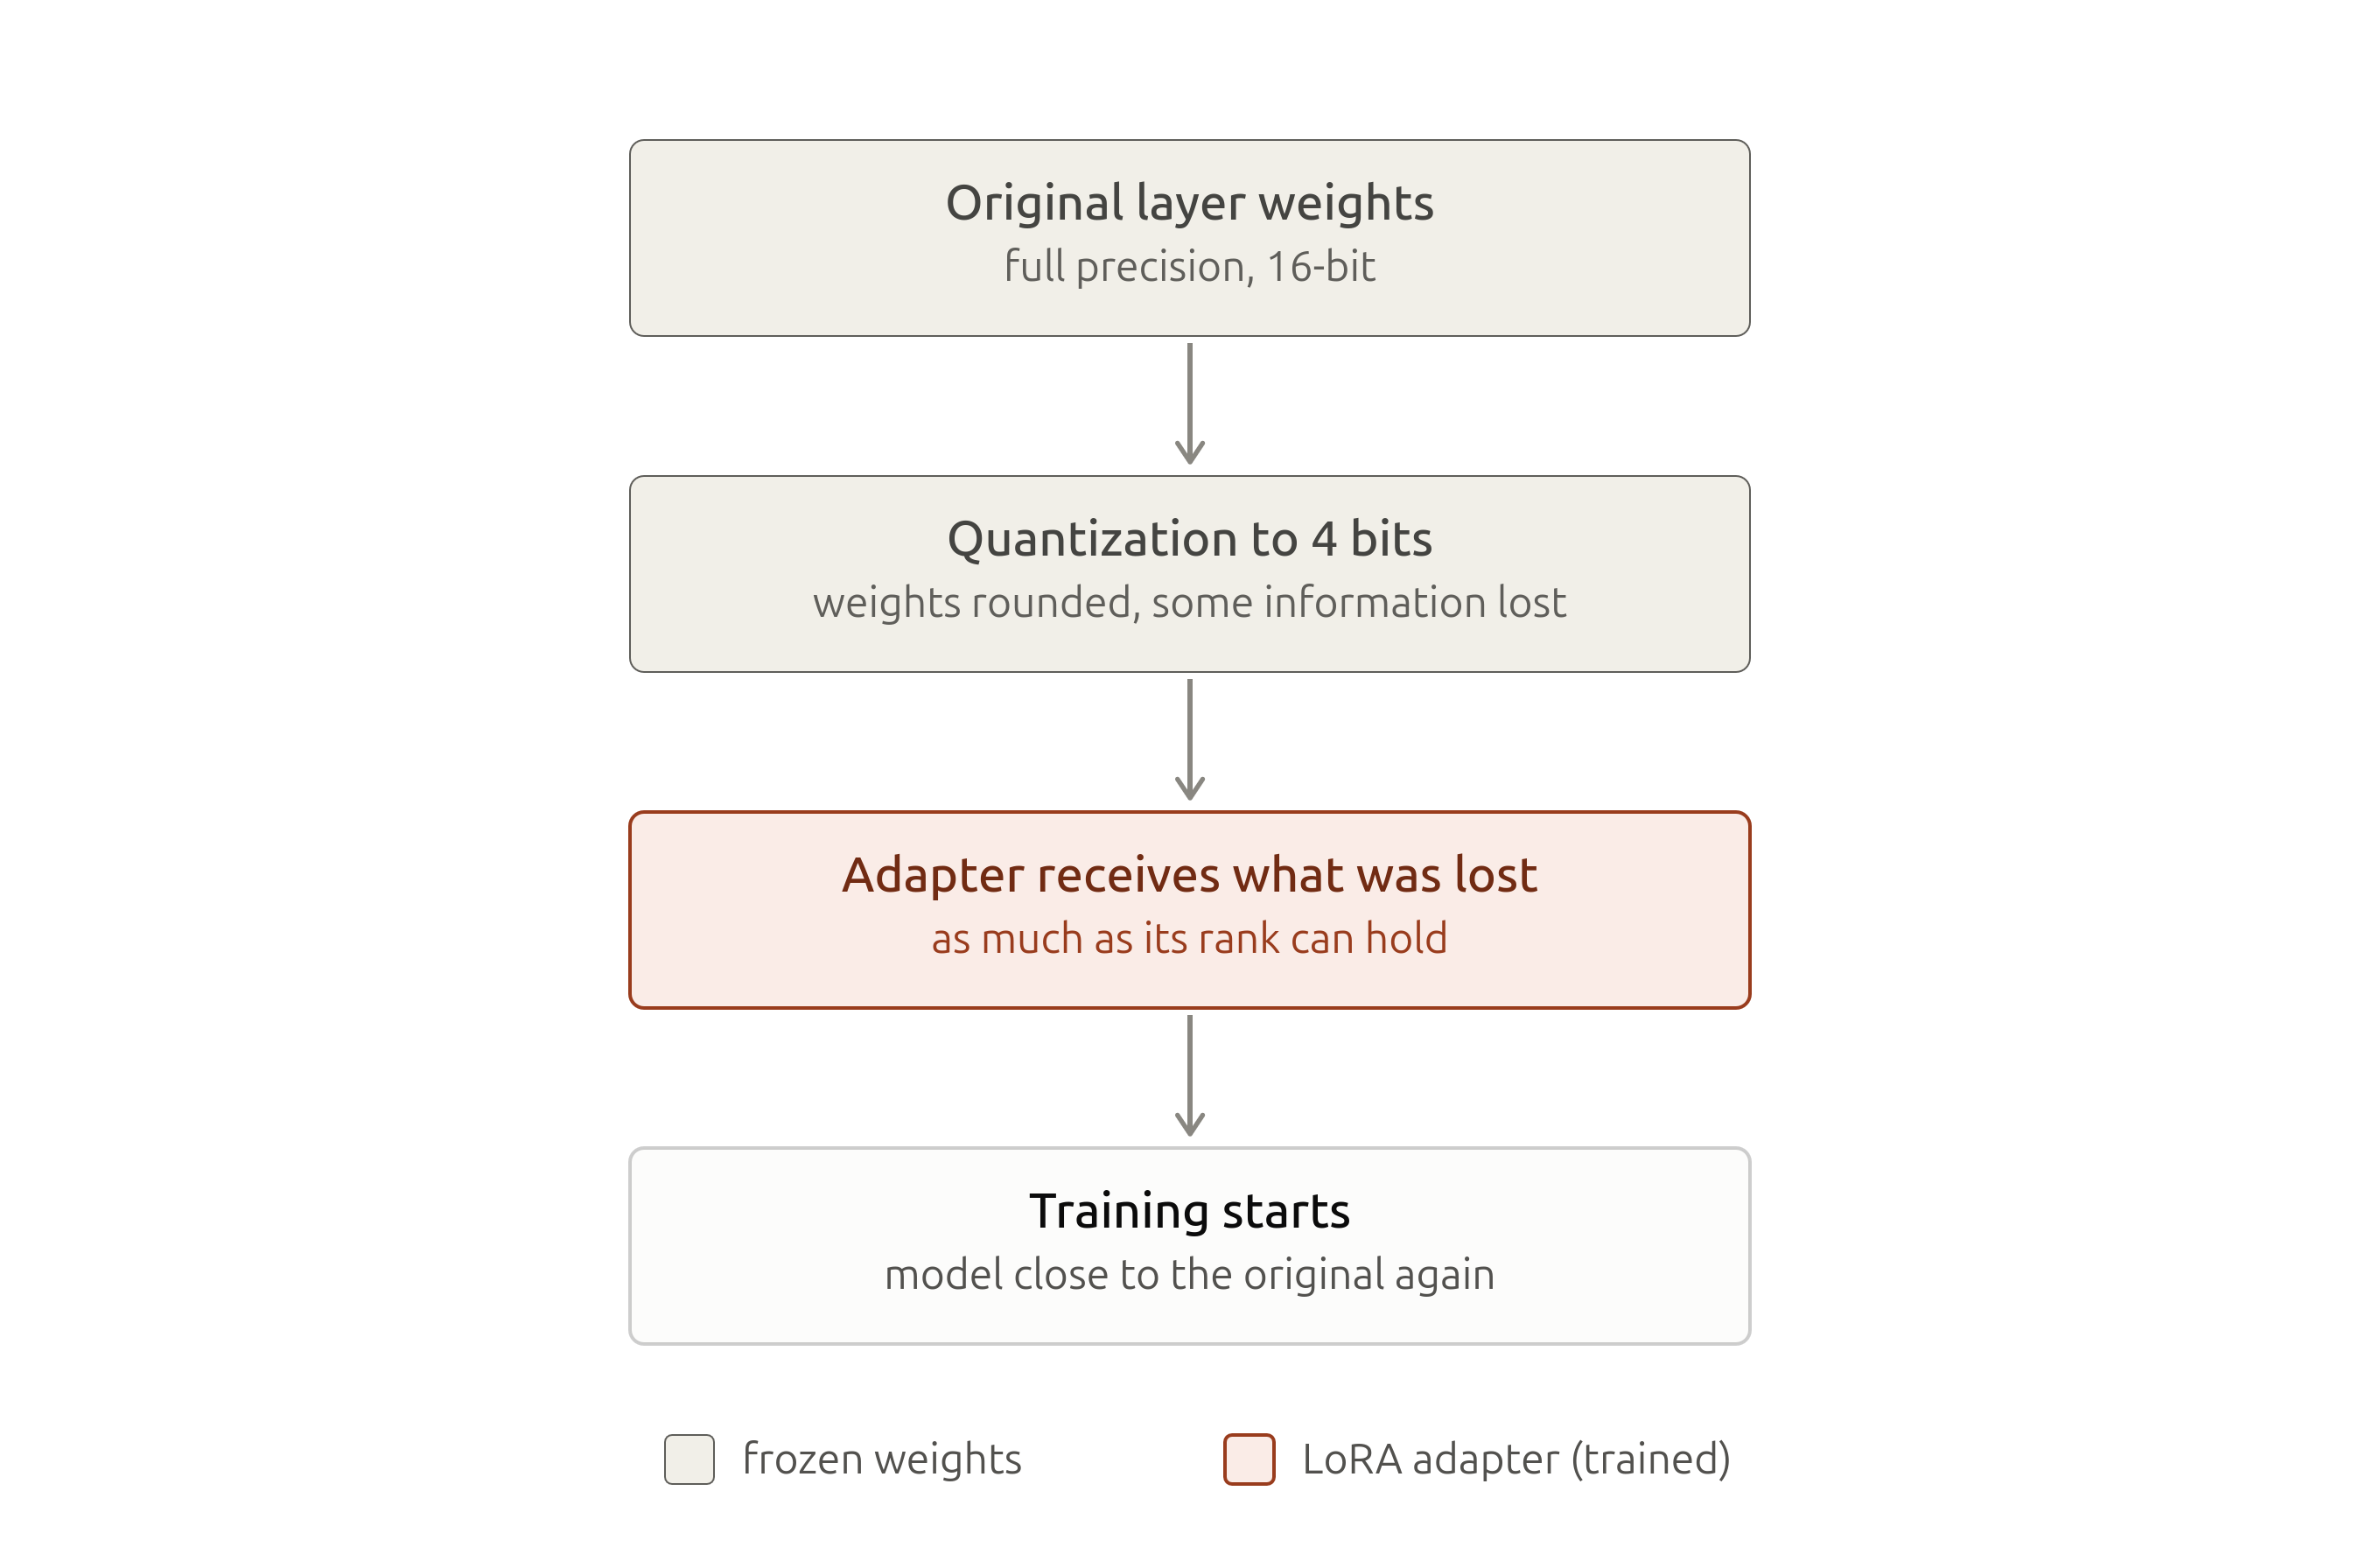 Original layer weights
full precision, 16-bit
Quantization to 4 bits
weights rounded, some information lost
Adapter receives what was lost
as much as its rank can hold
Training starts
model close to the original again
frozen weights
LoRA adapter (trained)